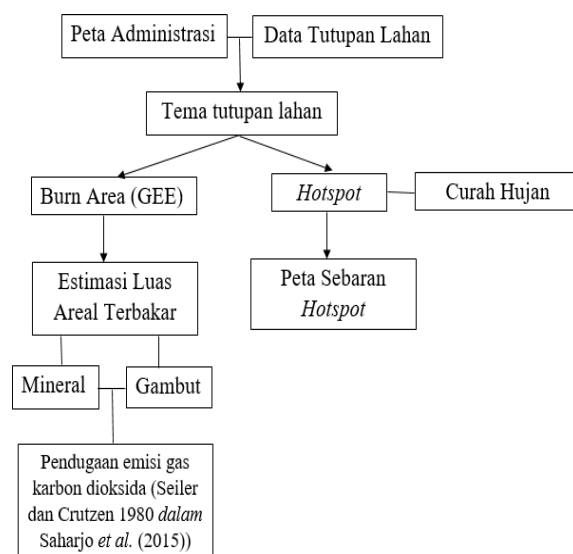 Peta Administrasi
Data Tutupan Lahan
Tema tutupan lahan
Burn Area (GEE)
Hotspot
Curah Hujan
Estimasi Luas
Areal Terbakar
Peta Sebaran
Hotspot
Mineral
Gambut
Pendugaan emisi gas
karbon dioksida (Seiler
dan Crutzen 1980 dalam
Saharjo et al. (2015))